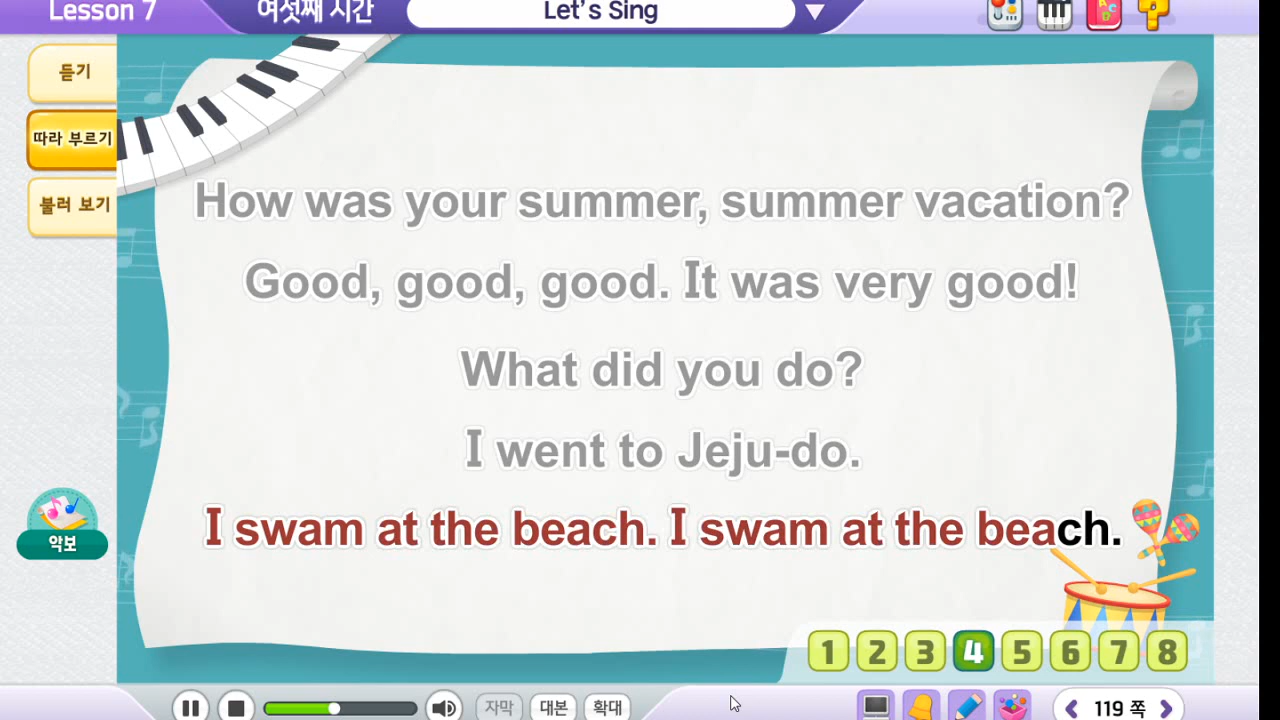 Lesson 7 여섯째 시간 Let's Sing
듣기
따라 부르기
불러 보기
How was your summer, summer vacation?
Good, good, good. It was very good!
What did you do?
I went to Jeju-do.
I swam at the beach. I swam at the beach.
악보
1 2 3 4 5 6 7 8
자막 대본 확대 119 쪽